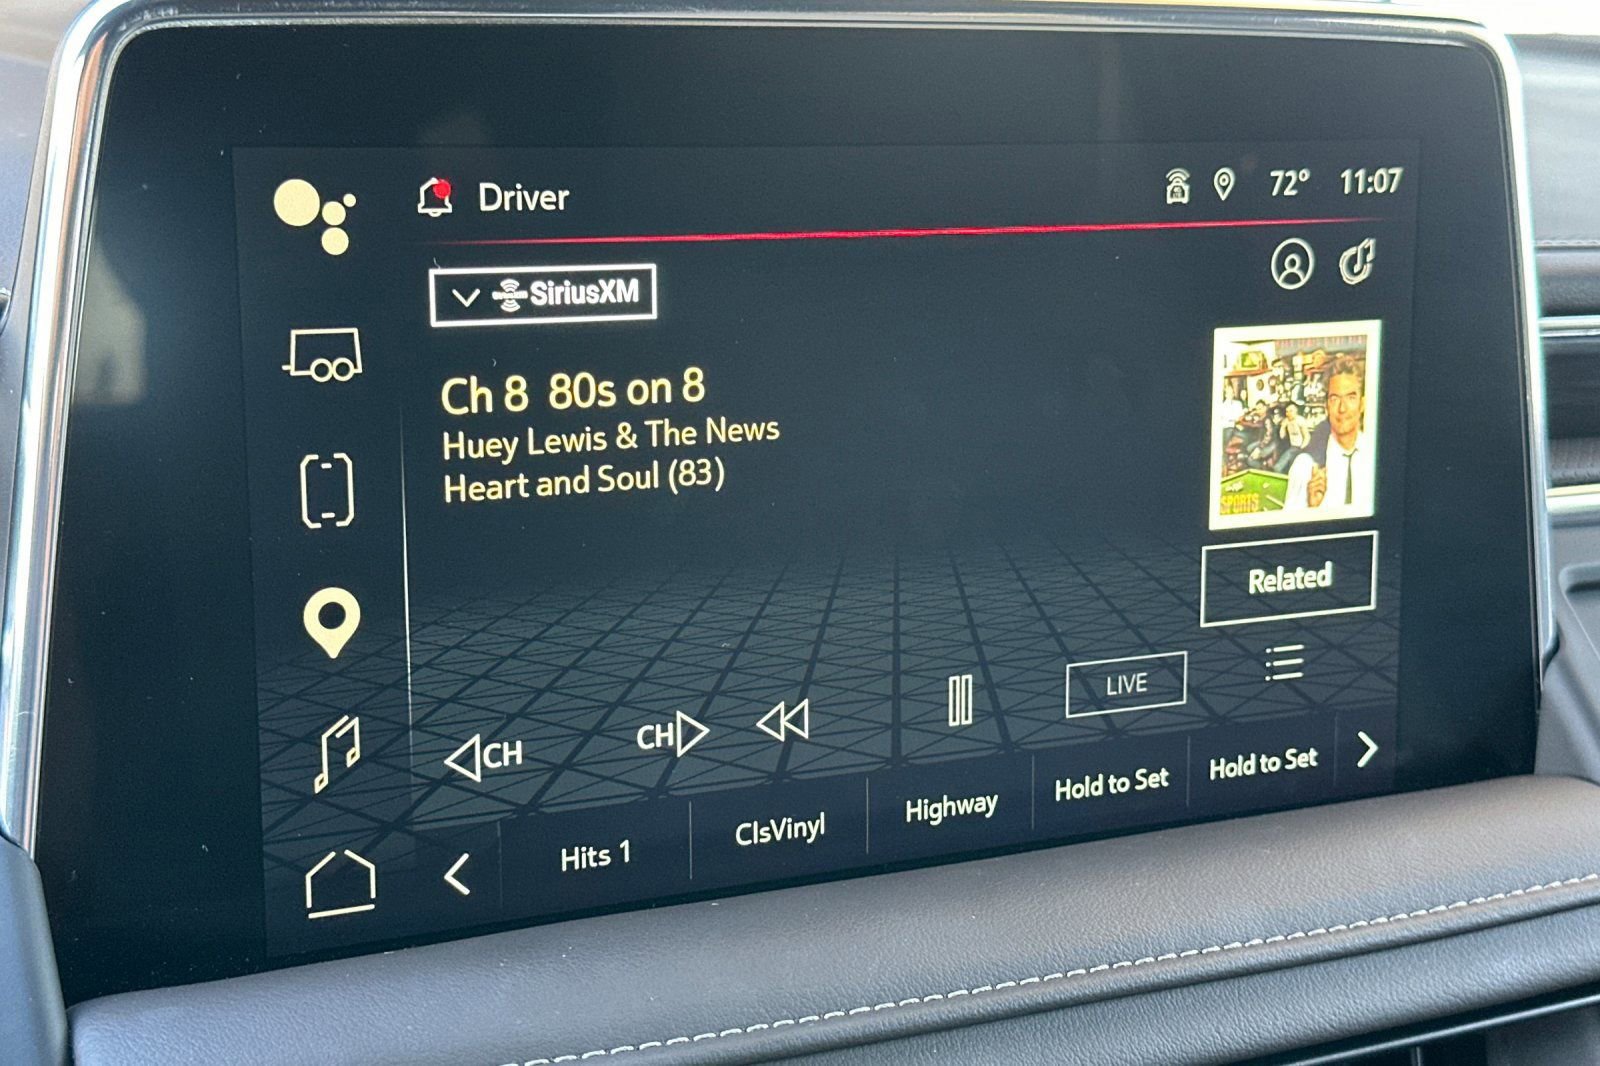 Driver
72° 11:07
SiriusXM
Ch 8 80s on 8
Huey Lewis & The News
Heart and Soul (83)
SPORTS
Related
CH
CH
LIVE
Hits 1
ClsVinyl
Highway
Hold to Set
Hold to Set